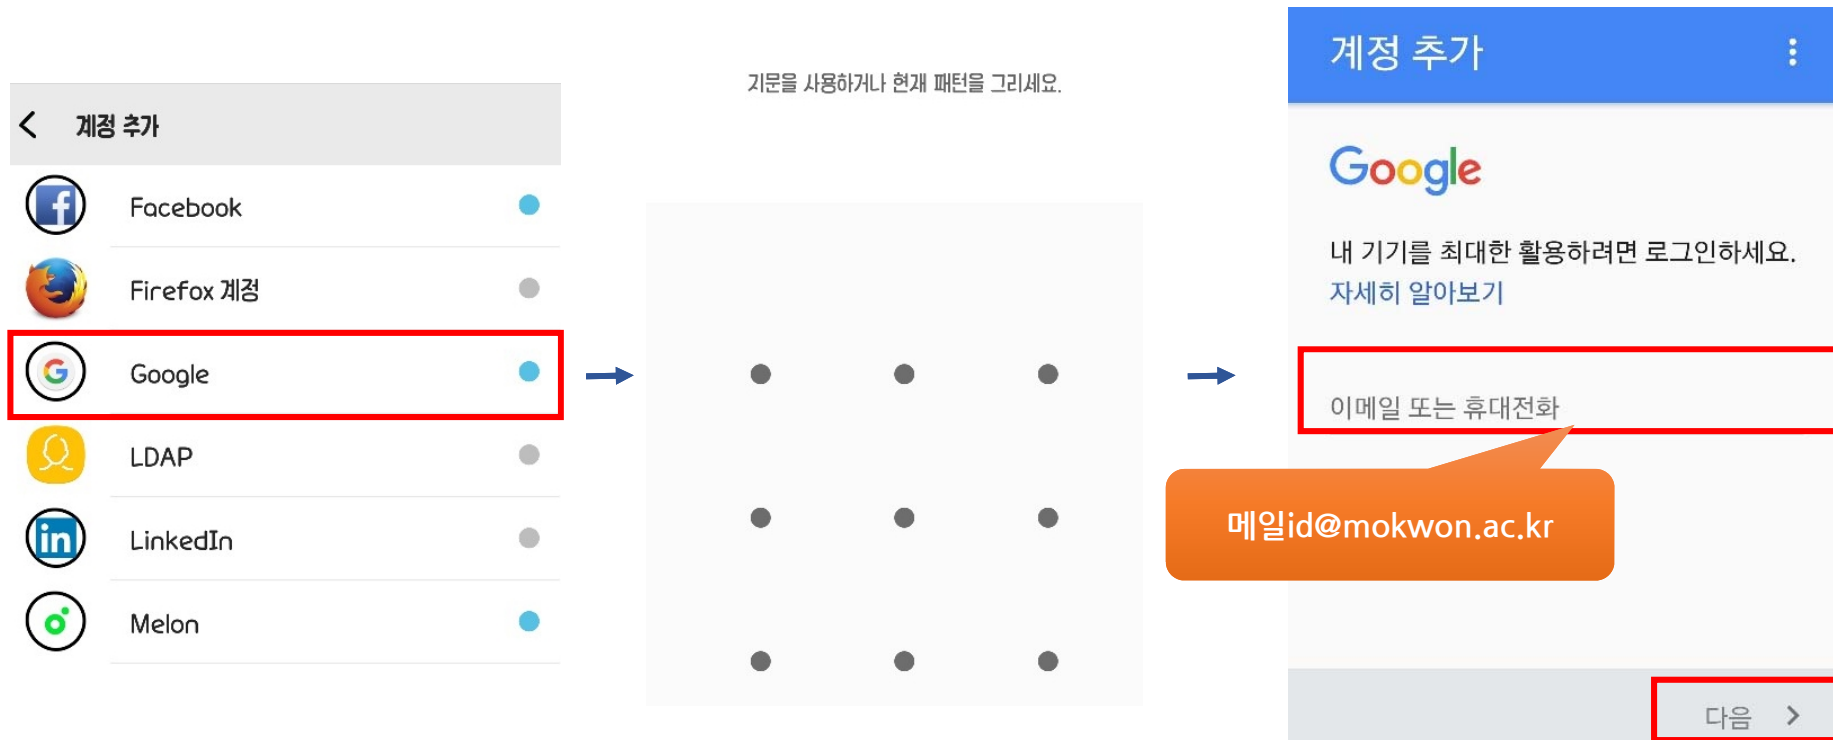 계정 추가
Facebook
Firefox 계정
Google
LDAP
LinkedIn
Melon
지문을 사용하거나 현재 패턴을 그리세요.
계정 추가
Google
내 기기를 최대한 활용하려면 로그인하세요.
자세히 알아보기
이메일 또는 휴대전화
메일id@mokwon.ac.kr
다음